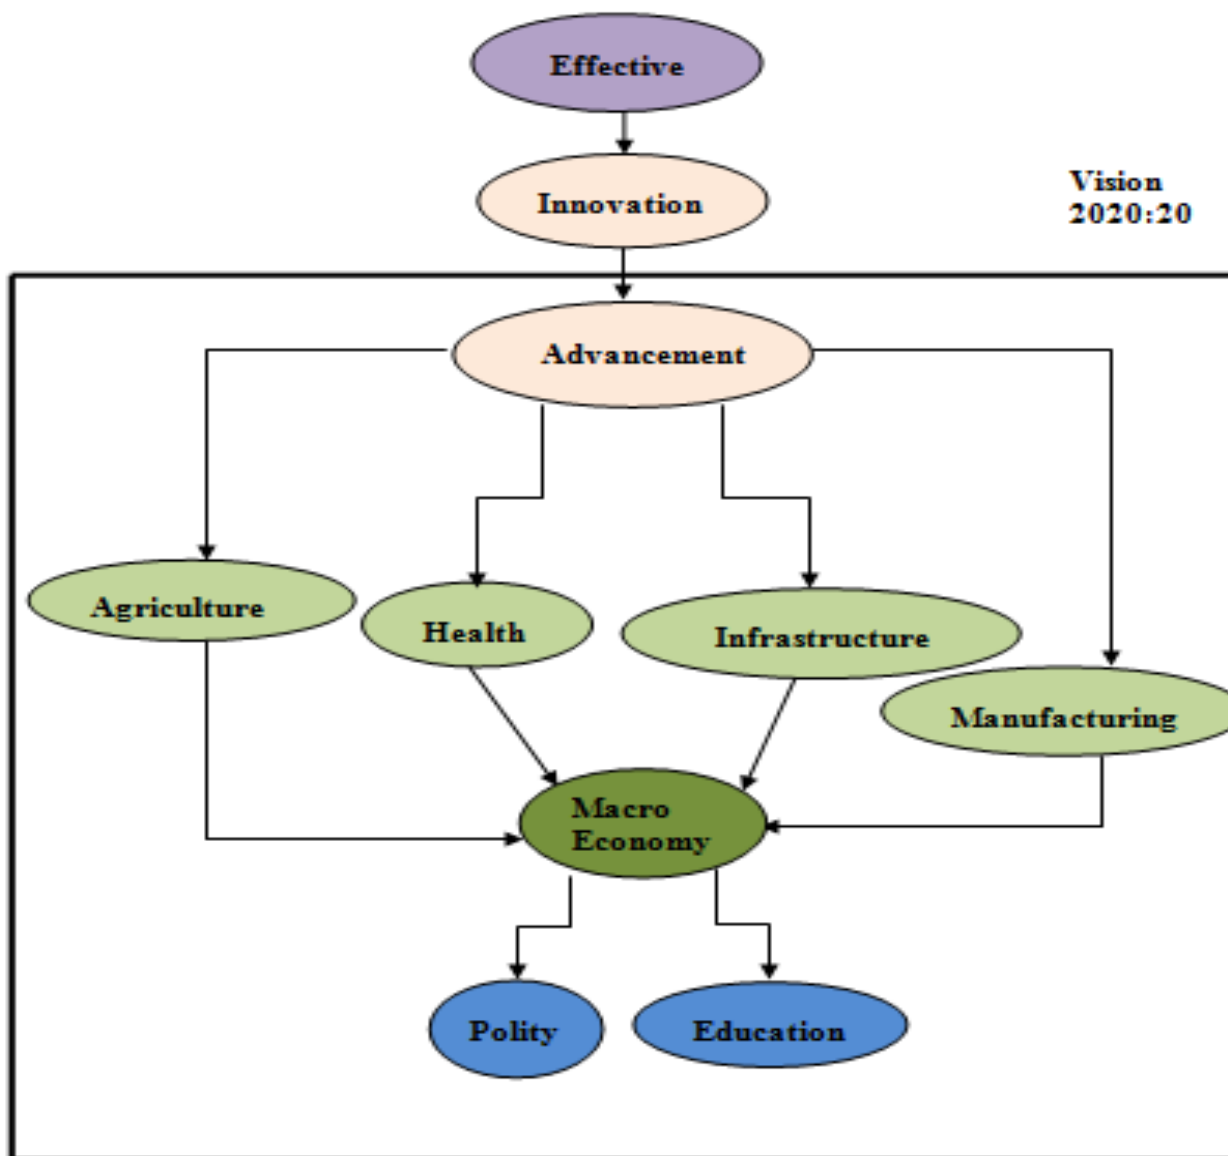 Effective
Innovation
Vision
2020:20
Advancement
Agriculture
Health
Infrastructure
Manufacturing
Macro
Economy
Polity
Education